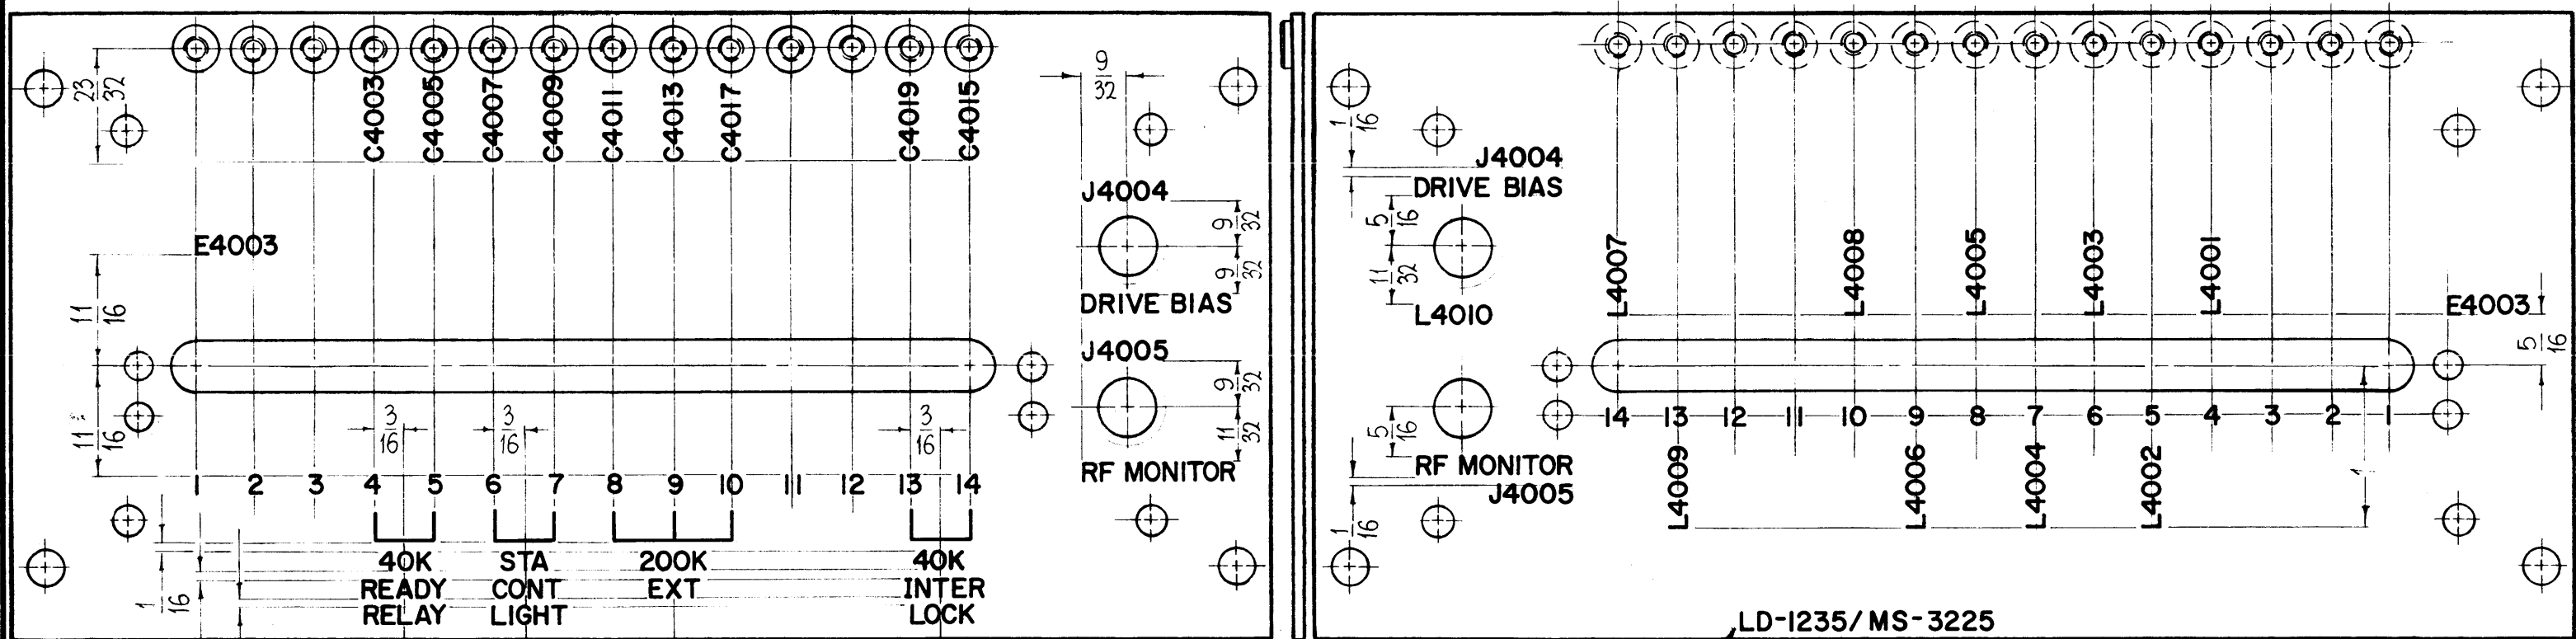 23/32
C4003 C4005 C4007 C4009 C4011 C4013 C4017 C4019 C4015
9/32
J4004
9/32
E4003
9/32
DRIVE BIAS
11/16
J4005
9/32
11/16
3/16 3/16 3/16
11/32
RF MONITOR
1 2 3 4 5 6 7 8 9 10 11 12 13 14
40K STA 200K 40K
READY CONT EXT INTER
RELAY LIGHT LOCK
1/16
1/16
J4004
DRIVE BIAS
5/16
L4007 L4008 L4005 L4003 L4001
11/32
L4010
E4003
5/16
14 13 12 11 10 9 8 7 6 5 4 3 2 1
5/16
RF MONITOR
J4005
L4009 L4006 L4004 L4002
1
1/16
LD-1235/MS-3225